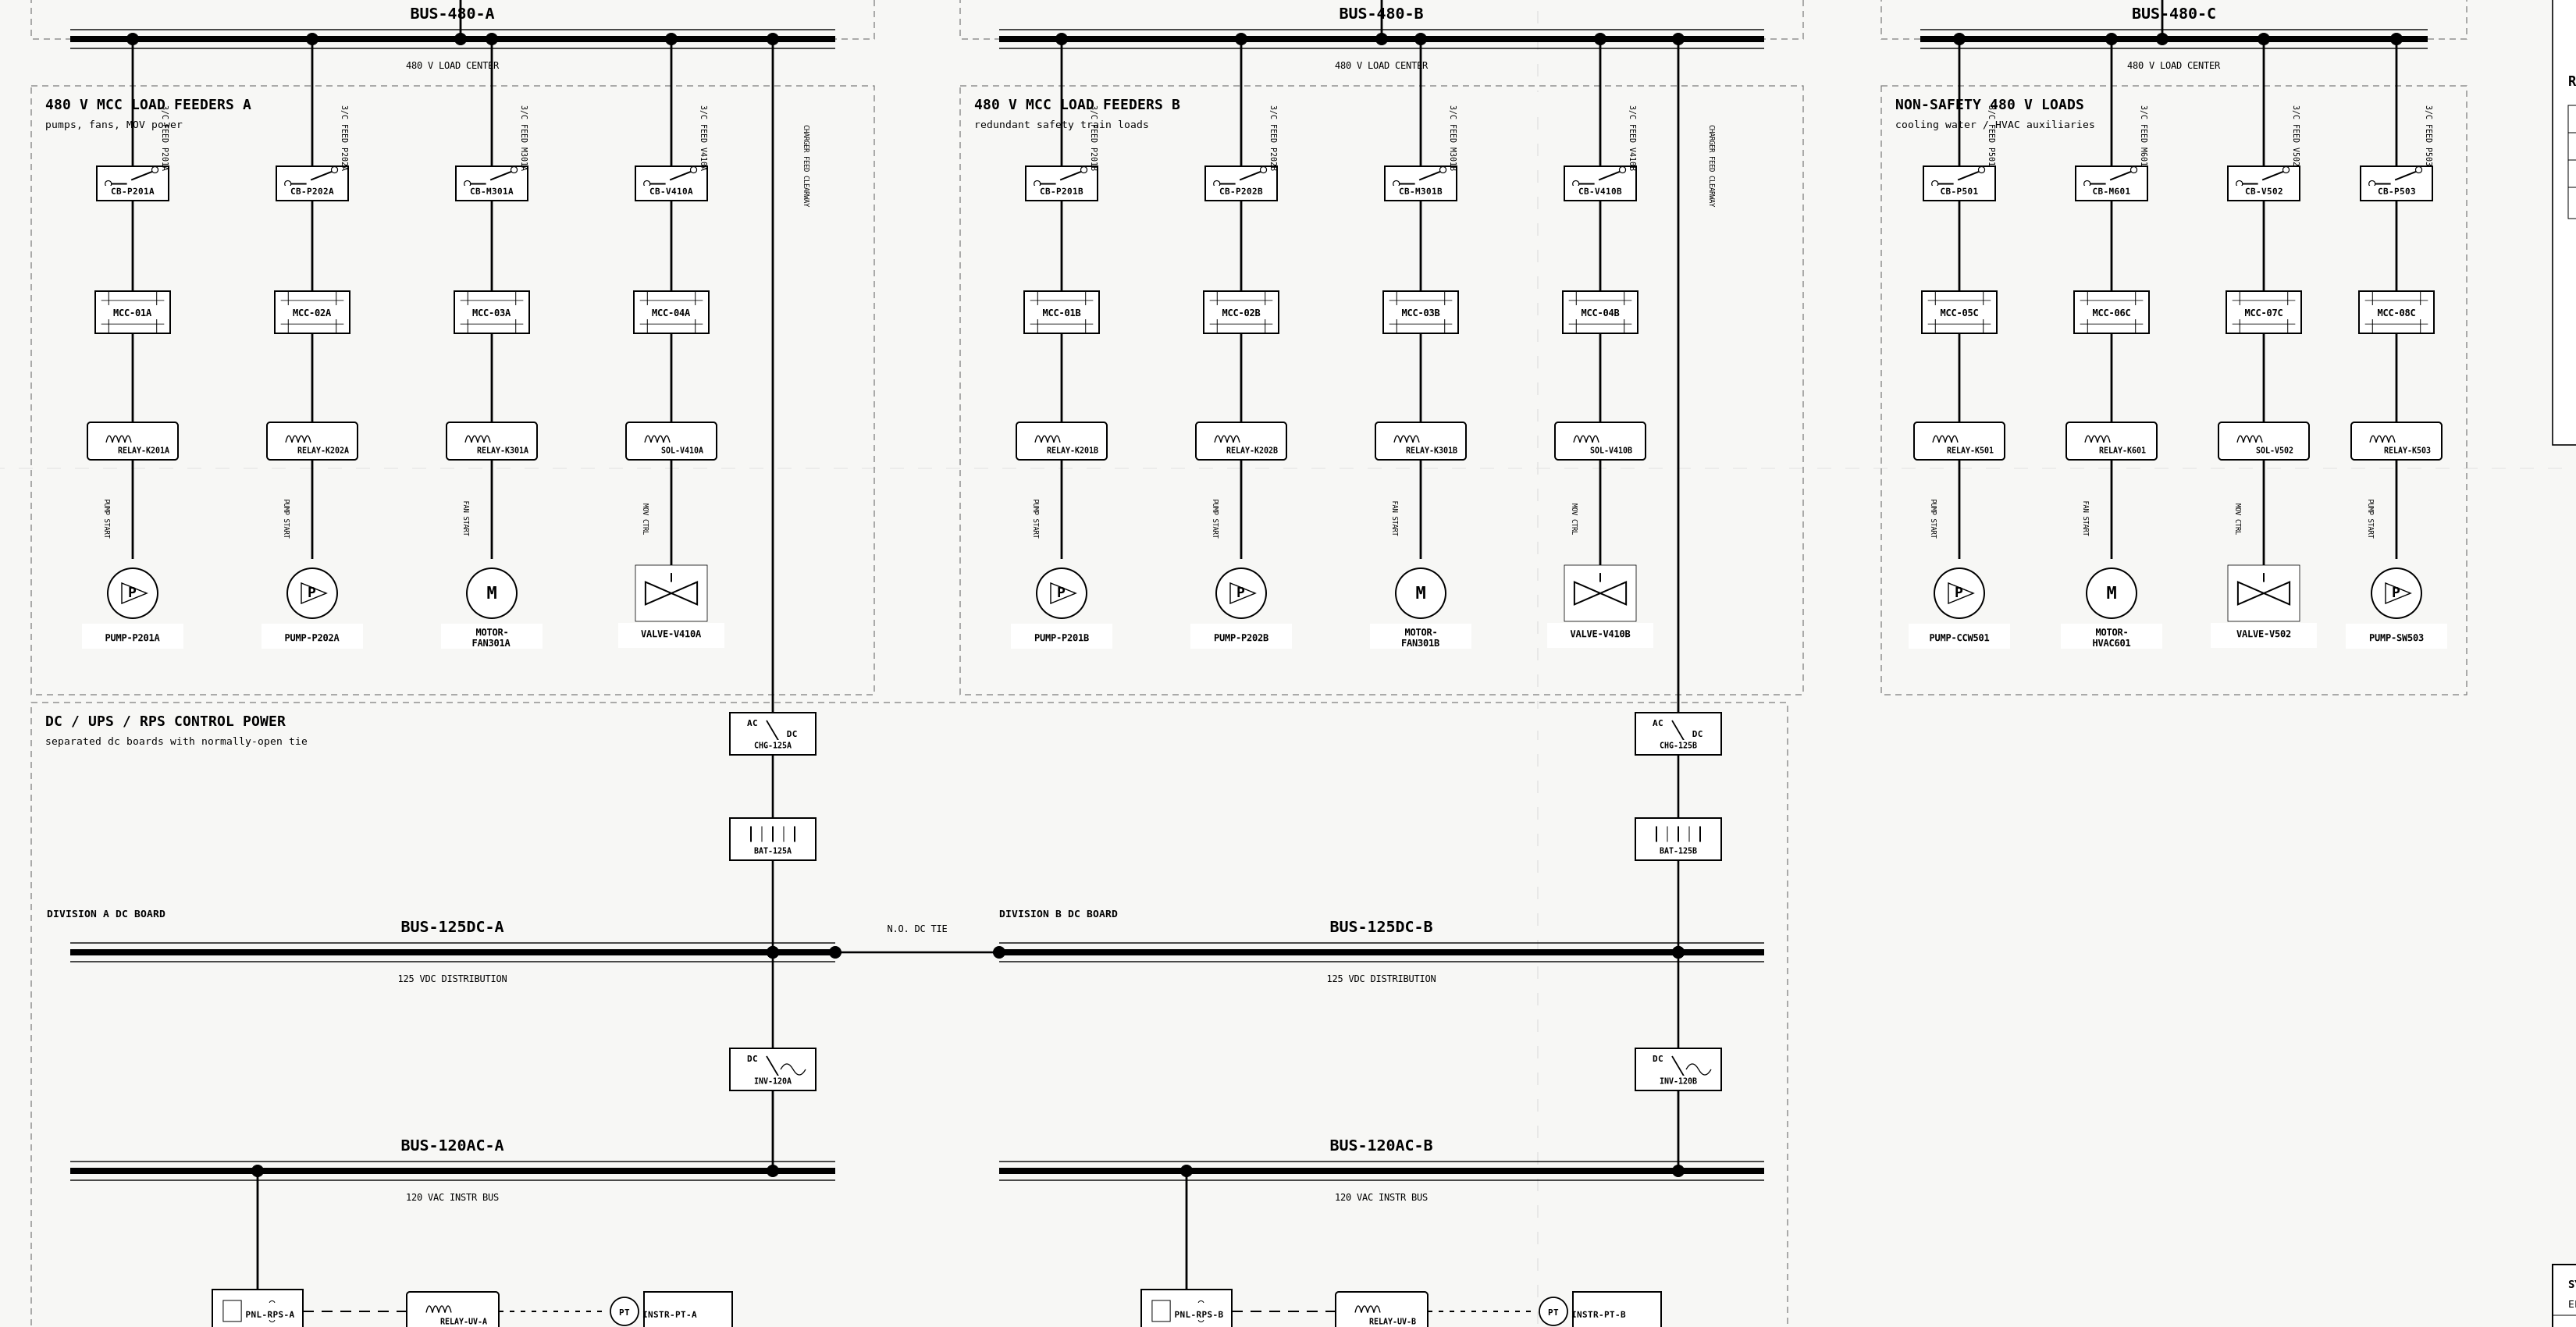 BUS-480-A
BUS-480-B
BUS-480-C
480 V LOAD CENTER
480 V LOAD CENTER
480 V LOAD CENTER
480 V MCC LOAD FEEDERS A
pumps, fans, MOV power
480 V MCC LOAD FEEDERS B
redundant safety train loads
NON-SAFETY 480 V LOADS
cooling water / HVAC auxiliaries
3/C FEED P201A
3/C FEED P202A
3/C FEED M301A
3/C FEED V410A
CHARGER FEED CLEARWAY
3/C FEED P201B
3/C FEED P202B
3/C FEED M301B
3/C FEED V410B
CHARGER FEED CLEARWAY
3/C FEED P501
3/C FEED M601
3/C FEED V502
3/C FEED P503
CB-P201A
CB-P202A
CB-M301A
CB-V410A
CB-P201B
CB-P202B
CB-M301B
CB-V410B
CB-P501
CB-M601
CB-V502
CB-P503
MCC-01A
MCC-02A
MCC-03A
MCC-04A
MCC-01B
MCC-02B
MCC-03B
MCC-04B
MCC-05C
MCC-06C
MCC-07C
MCC-08C
RELAY-K201A
RELAY-K202A
RELAY-K301A
SOL-V410A
RELAY-K201B
RELAY-K202B
RELAY-K301B
SOL-V410B
RELAY-K501
RELAY-K601
SOL-V502
RELAY-K503
PUMP START
PUMP START
FAN START
MOV CTRL
PUMP START
PUMP START
FAN START
MOV CTRL
PUMP START
FAN START
MOV CTRL
PUMP START
P
P
M
P
P
M
P
M
P
PUMP-P201A
PUMP-P202A
MOTOR-
FAN301A
VALVE-V410A
PUMP-P201B
PUMP-P202B
MOTOR-
FAN301B
VALVE-V410B
PUMP-CCW501
MOTOR-
HVAC601
VALVE-V502
PUMP-SW503
DC / UPS / RPS CONTROL POWER
separated dc boards with normally-open tie
AC
DC
CHG-125A
AC
DC
CHG-125B
BAT-125A
BAT-125B
DIVISION A DC BOARD
BUS-125DC-A
N.O. DC TIE
DIVISION B DC BOARD
BUS-125DC-B
125 VDC DISTRIBUTION
125 VDC DISTRIBUTION
DC
INV-120A
DC
INV-120B
BUS-120AC-A
BUS-120AC-B
120 VAC INSTR BUS
120 VAC INSTR BUS
PNL-RPS-A
RELAY-UV-A
PT
INSTR-PT-A
PNL-RPS-B
RELAY-UV-B
PT
INSTR-PT-B